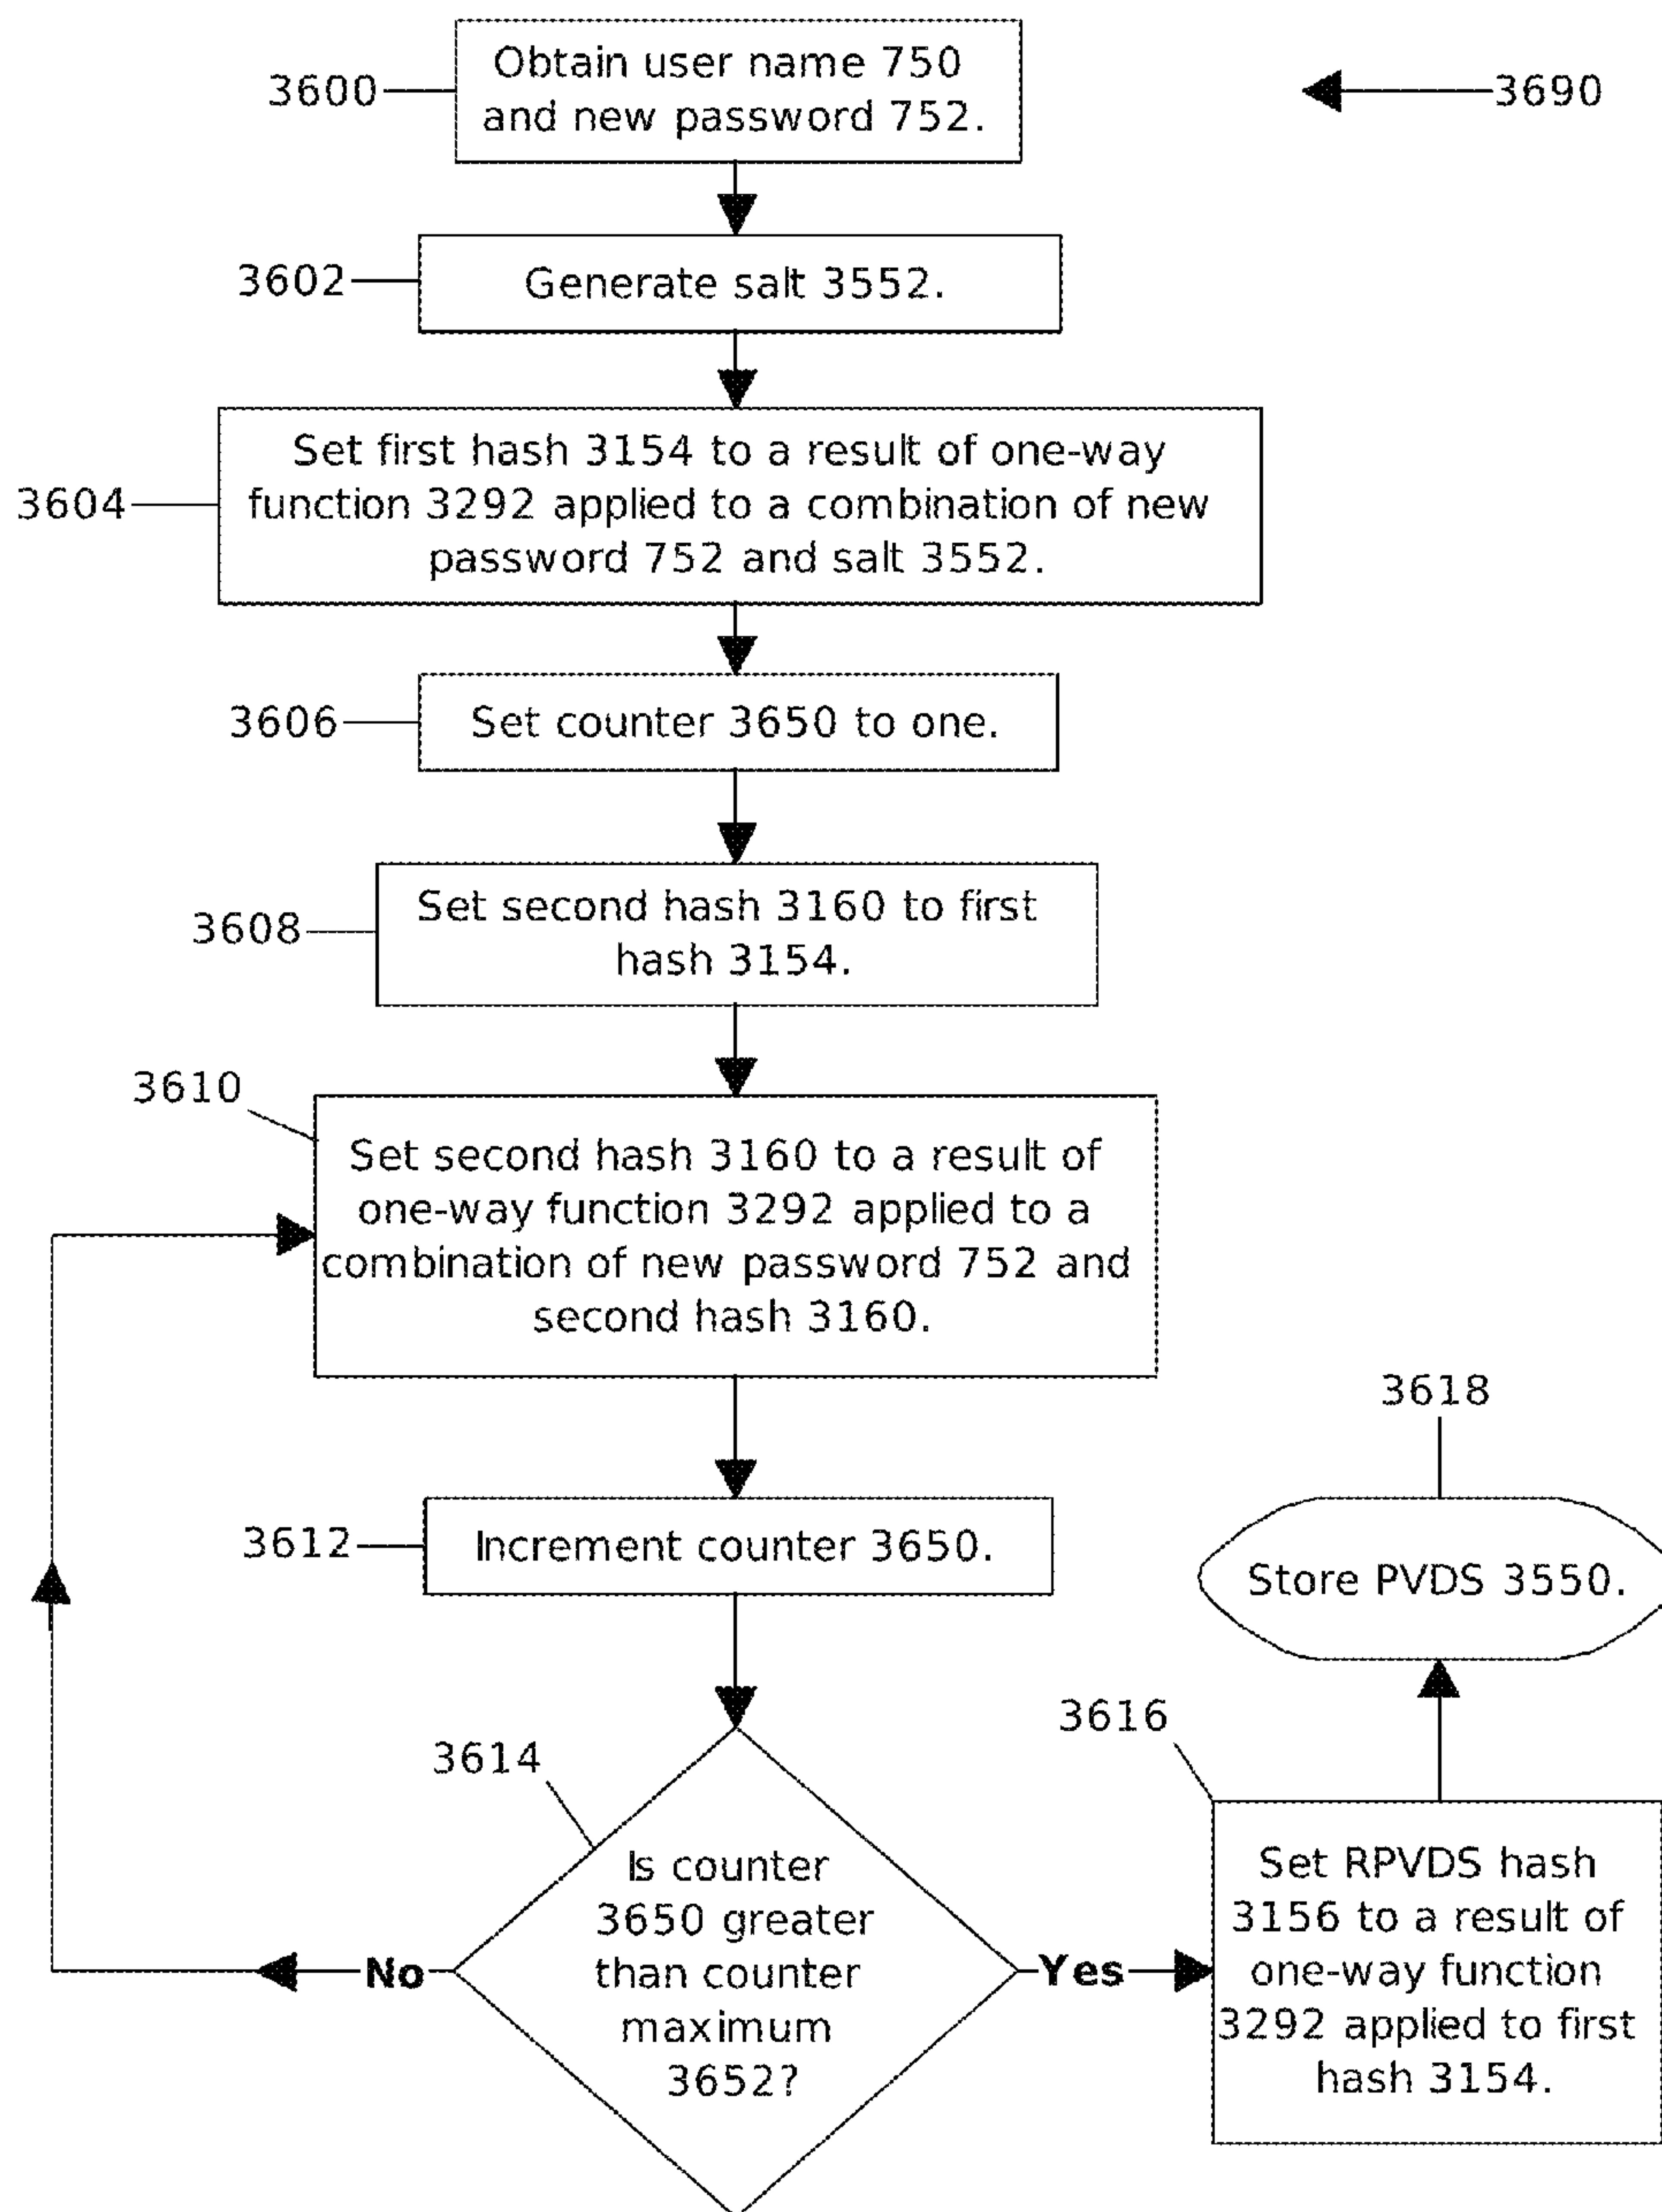 3600
Obtain user name 750
and new password 752.
3690
3602
Generate salt 3552.
3604
Set first hash 3154 to a result of one-way
function 3292 applied to a combination of new
password 752 and salt 3552.
3606
Set counter 3650 to one.
3608
Set second hash 3160 to first
hash 3154.
3610
Set second hash 3160 to a result of
one-way function 3292 applied to a
combination of new password 752 and
second hash 3160.
3612
Increment counter 3650.
3614
Is counter
3650 greater
than counter
maximum
3652?
No
Yes
3616
Set RPVDS hash
3156 to a result of
one-way function
3292 applied to first
hash 3154.
3618
Store PVDS 3550.